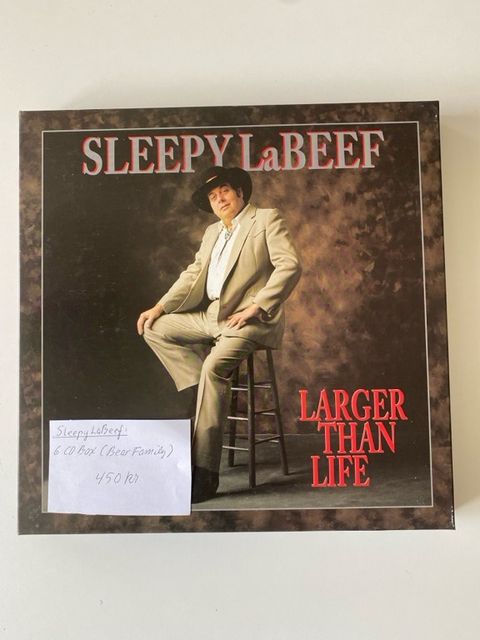 SLEEPY LaBEEF
LARGER
THAN
LIFE
Sleepy LaBeef:
6 CD Box (Bear Family)
450 kr